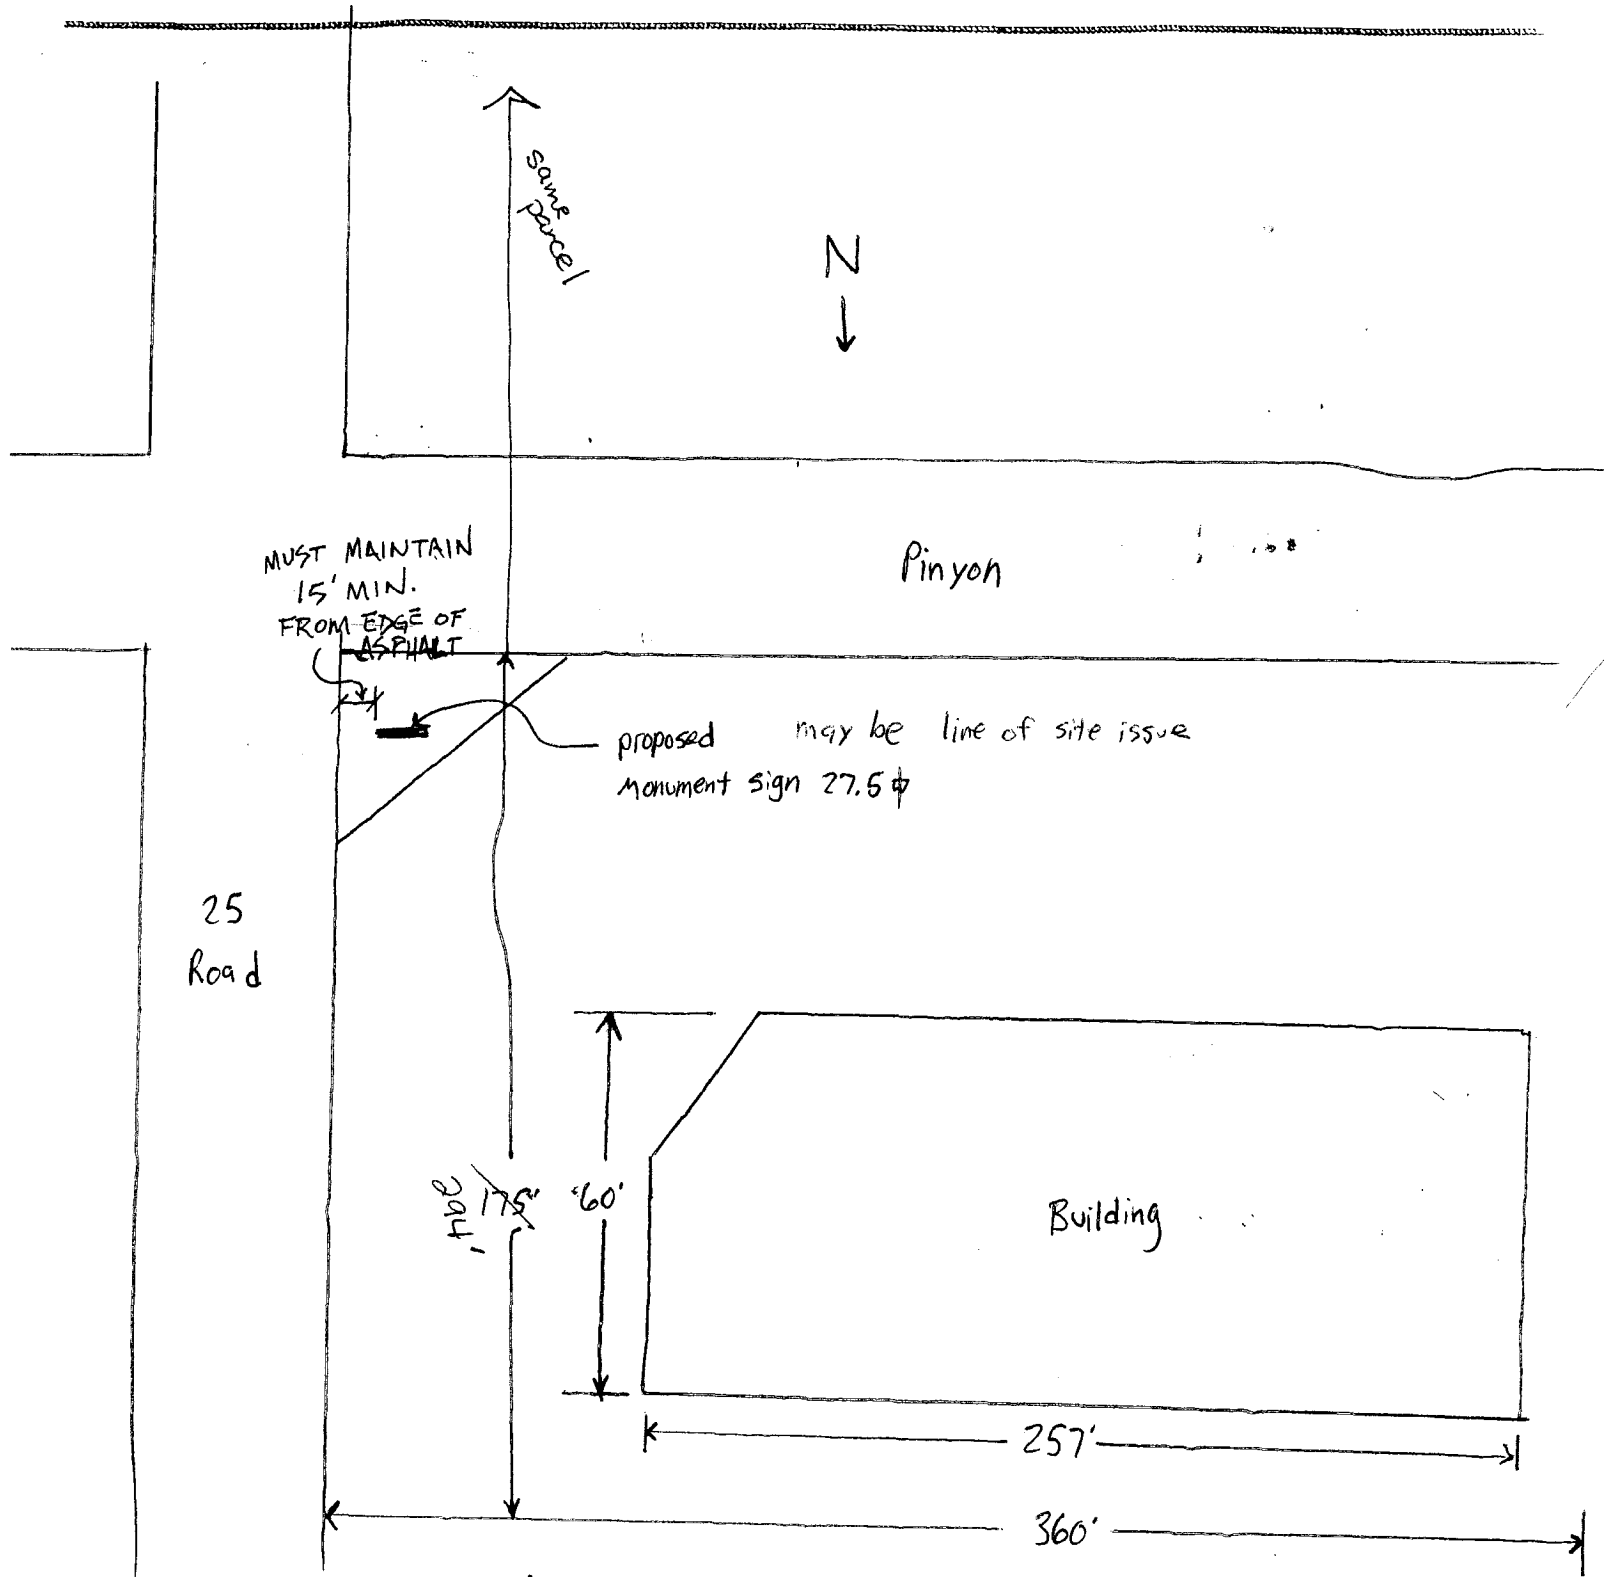 same
parcel
N
Pinyon
MUST MAINTAIN
15' MIN.
FROM EDGE OF
ASPHALT
proposed may be line of site issue
Monument sign 27.5 ф
25
Road
294'
175'
60'
Building
257'
360'